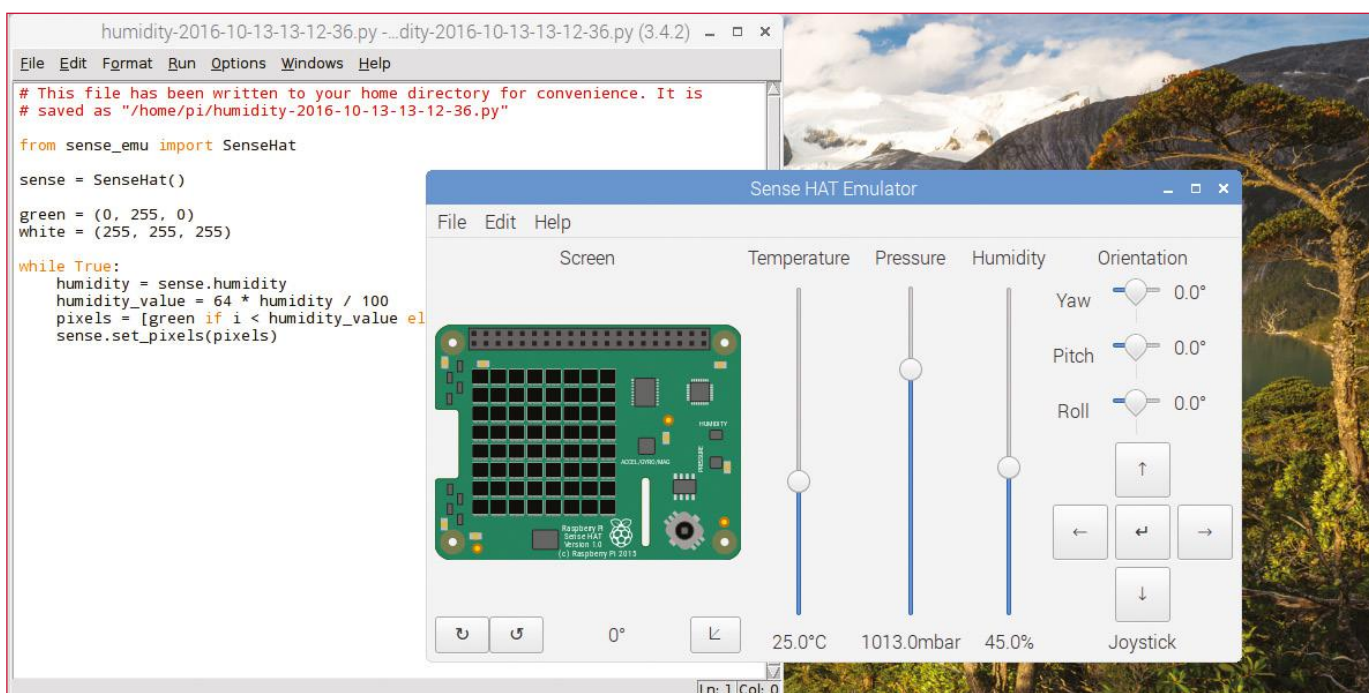 humidity-2016-10-13-13-12-36.py -...dity-2016-10-13-13-12-36.py (3.4.2)
File Edit Format Run Options Windows Help
# This file has been written to your home directory for convenience. It is
# saved as "/home/pi/humidity-2016-10-13-13-12-36.py"
from sense_emu import SenseHat
sense = SenseHat()
green = (0, 255, 0)
white = (255, 255, 255)
while True:
    humidity = sense.humidity
    humidity_value = 64 * humidity / 100
    pixels = [green if i < humidity_value el
    sense.set_pixels(pixels)
Ln: 1 Col: 0
Sense HAT Emulator
File Edit Help
Screen
Temperature Pressure Humidity Orientation
Yaw 0.0°
Pitch 0.0°
Roll 0.0°
HUMIDITY
PRESSURE
ACCEL/GYRO/MAG
Raspberry Pi
Sense HAT
Version 1.0
(c) Raspberry Pi 2015
0°
25.0°C 1013.0mbar 45.0% Joystick